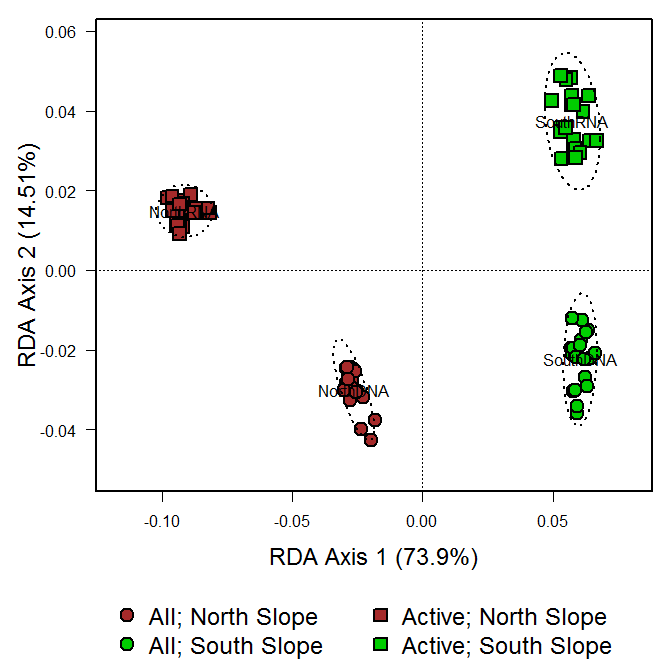 0.06
0.04
0.02
0.00
-0.02
-0.04
RDA Axis 2 (14.51%)
SouthRNA
NorthRNA
-0.10
-0.05
0.00
0.05
RDA Axis 1 (73.9%)
All; North Slope
Active; North Slope
All; South Slope
Active; South Slope